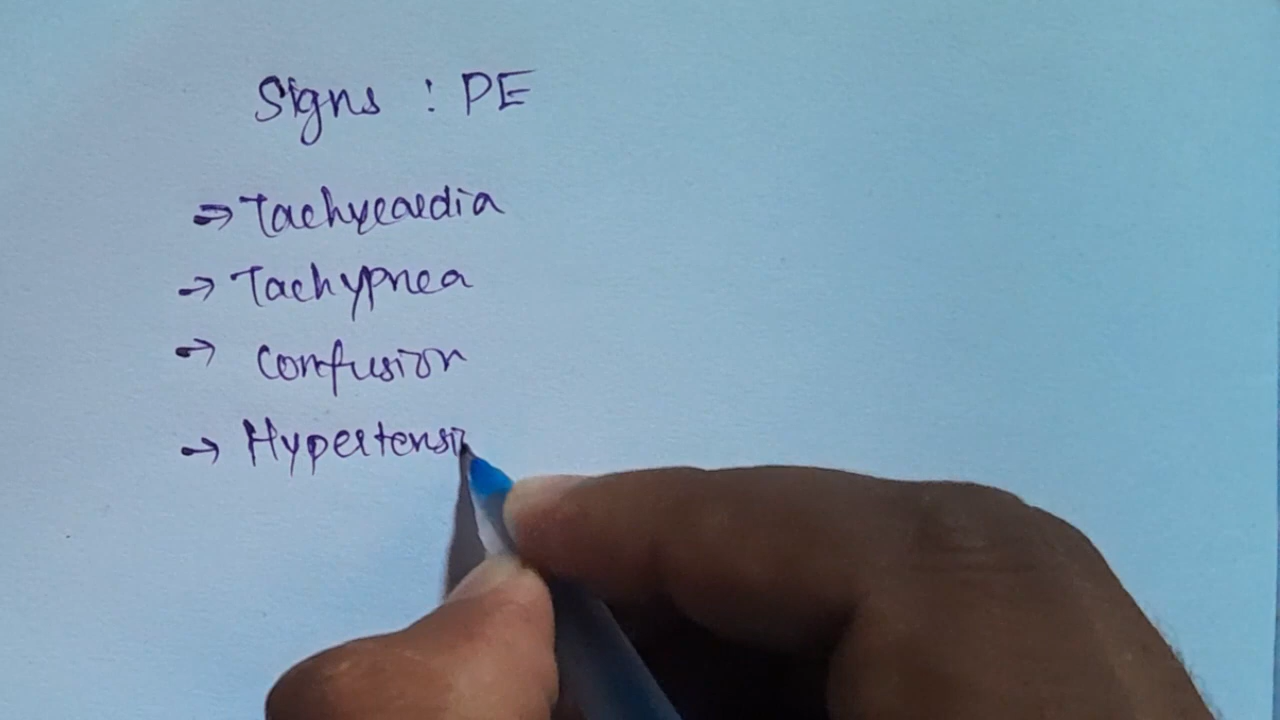 Signs : PE
→ Tachycardia
→ Tachypnea
→ Confusion
→ Hypertensi